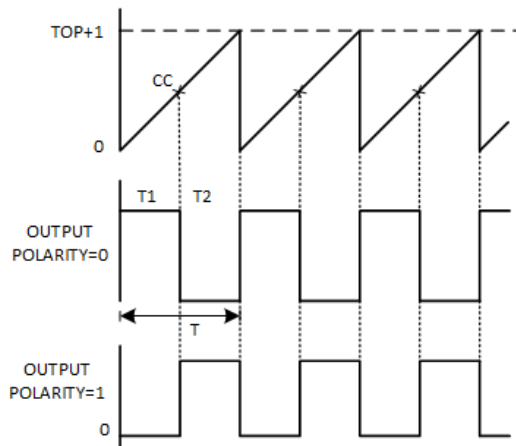 TOP+1
CC
0
T1 T2
OUTPUT
POLARITY=0
T
OUTPUT
POLARITY=1
0